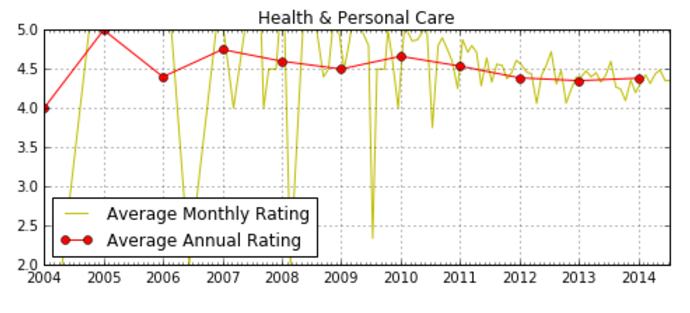 Health & Personal Care
5.0
4.5
4.0
3.5
3.0
2.5
2.0
Average Monthly Rating
Average Annual Rating
2004 2005 2006 2007 2008 2009 2010 2011 2012 2013 2014